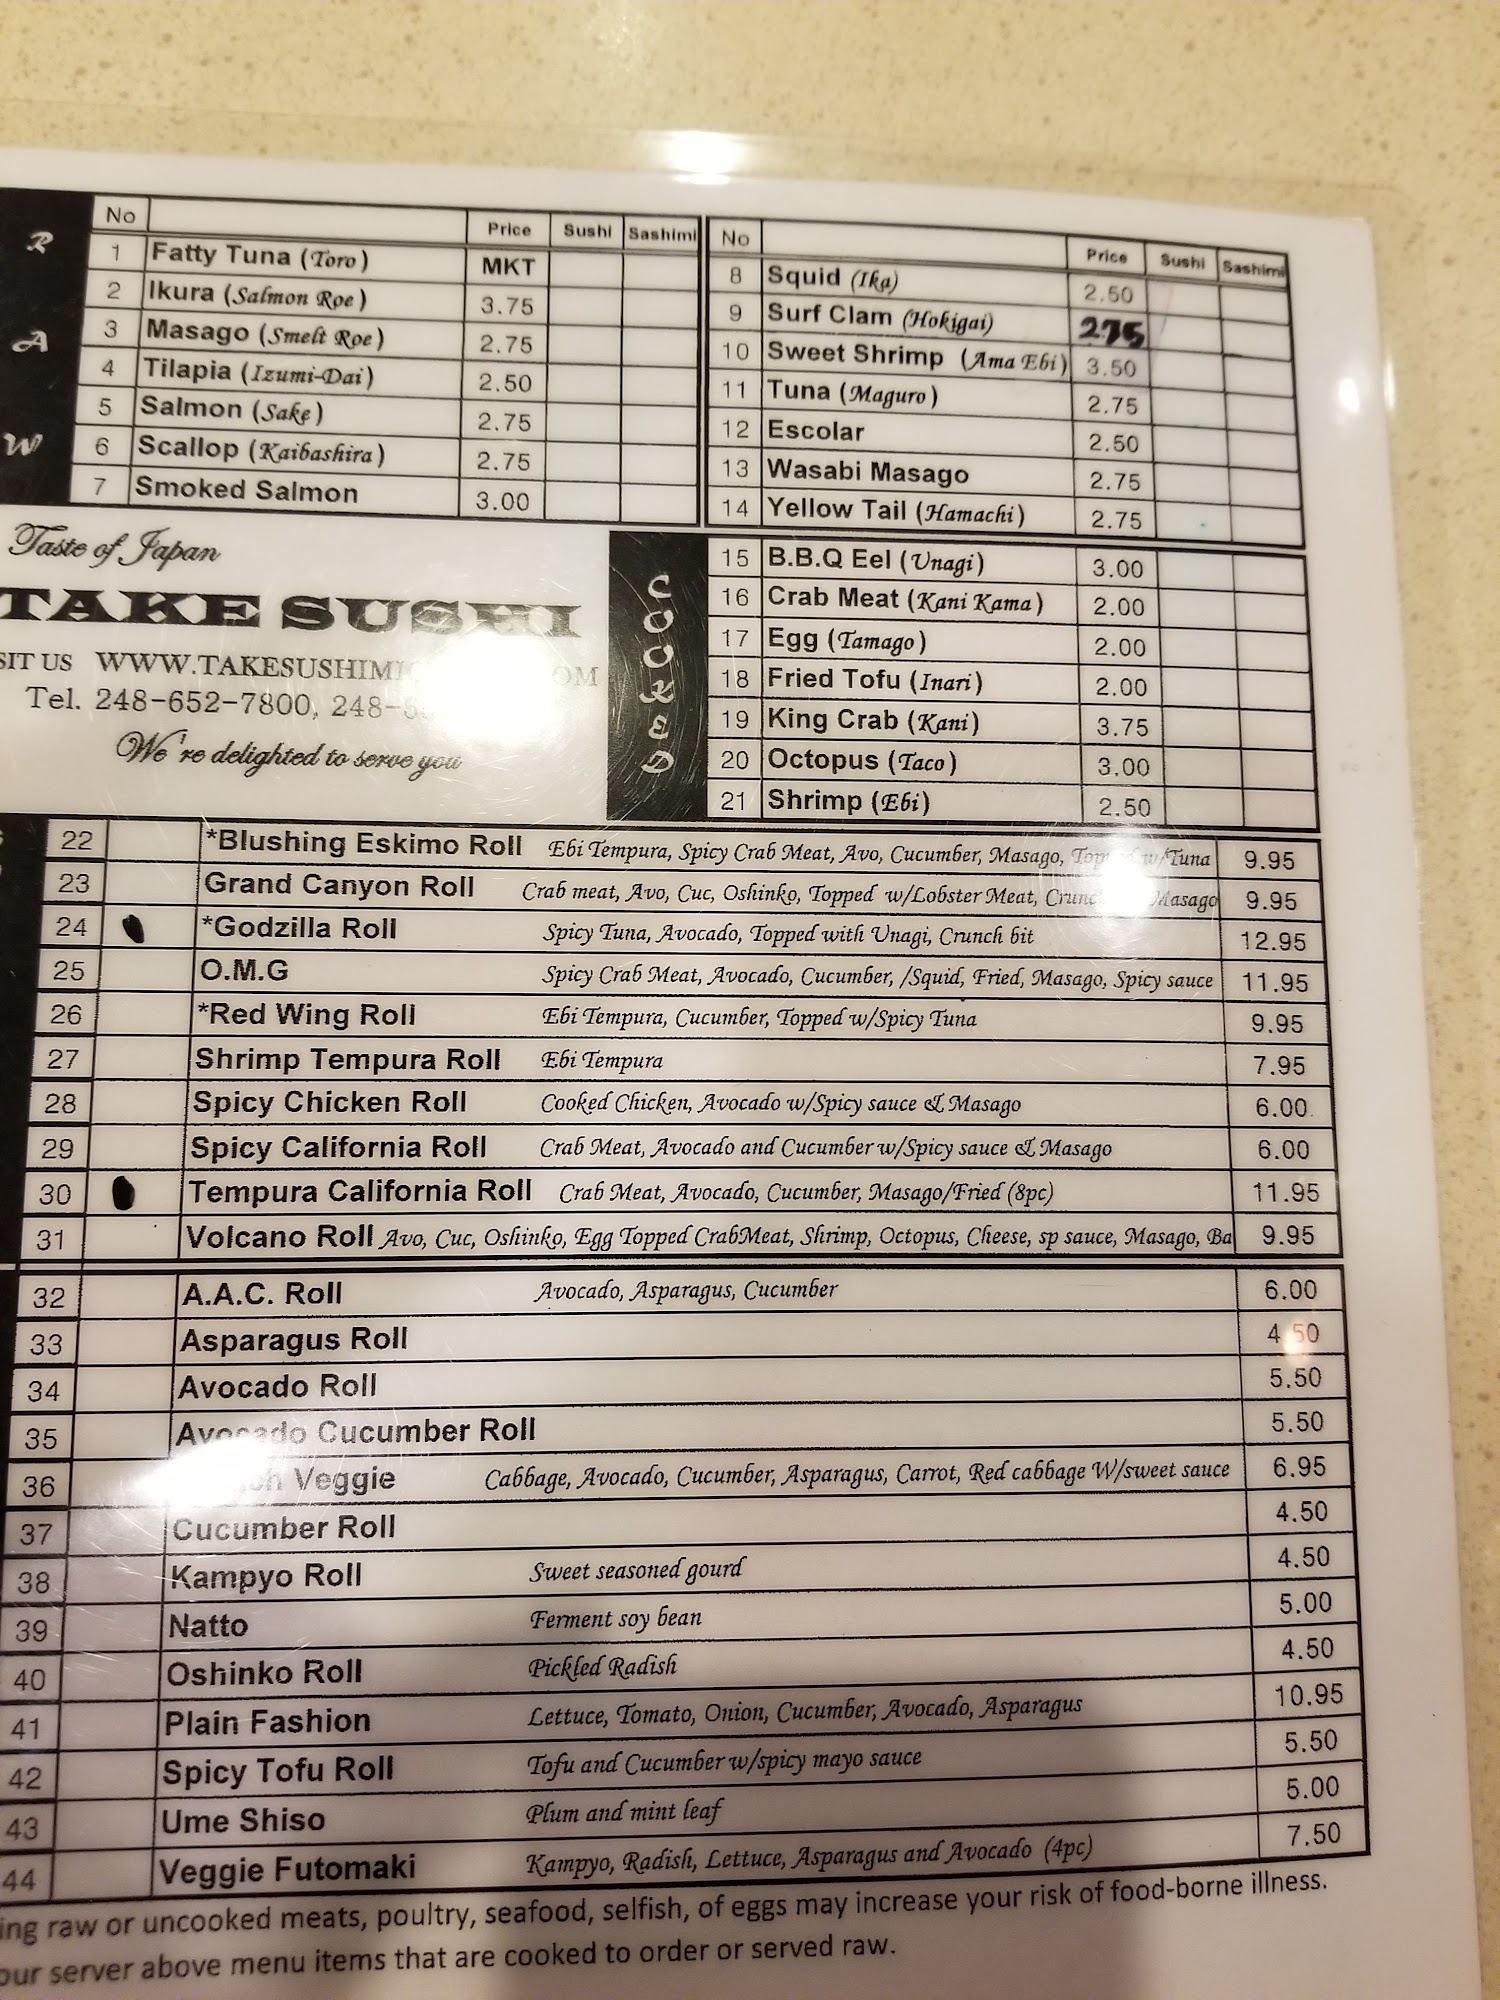 R A W
No Price Sushi Sashimi
1 Fatty Tuna (Toro) MKT
2 Ikura (Salmon Roe) 3.75
3 Masago (Smelt Roe) 2.75
4 Tilapia (Izumi-Dai) 2.50
5 Salmon (Sake) 2.75
6 Scallop (Kaibashira) 2.75
7 Smoked Salmon 3.00
No Price Sushi Sashimi
8 Squid (Ika) 2.50
9 Surf Clam (Hokigai) 2.75
10 Sweet Shrimp (Ama Ebi) 3.50
11 Tuna (Maguro) 2.75
12 Escolar 2.50
13 Wasabi Masago 2.75
14 Yellow Tail (Hamachi) 2.75
Taste of Japan
TAKE SUSHI
SIT US WWW.TAKESUSHIMI OM
Tel. 248-652-7800, 248-
We're delighted to serve you
COOKED
15 B.B.Q Eel (Unagi) 3.00
16 Crab Meat (Kani Kama) 2.00
17 Egg (Tamago) 2.00
18 Fried Tofu (Inari) 2.00
19 King Crab (Kani) 3.75
20 Octopus (Taco) 3.00
21 Shrimp (Ebi) 2.50
22 *Blushing Eskimo Roll Ebi Tempura, Spicy Crab Meat, Avo, Cucumber, Masago, w/Tuna 9.95
23 Grand Canyon Roll Crab meat, Avo, Cuc, Oshinko, Topped w/Lobster Meat, Masago 9.95
24 *Godzilla Roll Spicy Tuna, Avocado, Topped with Unagi, Crunch bit 12.95
25 O.M.G Spicy Crab Meat, Avocado, Cucumber, /Squid, Fried, Masago, Spicy sauce 11.95
26 *Red Wing Roll Ebi Tempura, Cucumber, Topped w/Spicy Tuna 9.95
27 Shrimp Tempura Roll Ebi Tempura 7.95
28 Spicy Chicken Roll Cooked Chicken, Avocado w/Spicy sauce & Masago 6.00
29 Spicy California Roll Crab Meat, Avocado and Cucumber w/Spicy sauce & Masago 6.00
30 Tempura California Roll Crab Meat, Avocado, Cucumber, Masago/Fried (8pc) 11.95
31 Volcano Roll Avo, Cuc, Oshinko, Egg Topped CrabMeat, Shrimp, Octopus, Cheese, sp sauce, Masago, Ba 9.95
32 A.A.C. Roll Avocado, Asparagus, Cucumber 6.00
33 Asparagus Roll 4.50
34 Avocado Roll 5.50
35 Avocado Cucumber Roll 5.50
36 Veggie Cabbage, Avocado, Cucumber, Asparagus, Carrot, Red cabbage W/sweet sauce 6.95
37 Cucumber Roll 4.50
38 Kampyo Roll Sweet seasoned gourd 4.50
39 Natto Ferment soy bean 5.00
40 Oshinko Roll Pickled Radish 4.50
41 Plain Fashion Lettuce, Tomato, Onion, Cucumber, Avocado, Asparagus 10.95
42 Spicy Tofu Roll Tofu and Cucumber w/spicy mayo sauce 5.50
43 Ume Shiso Plum and mint leaf 5.00
44 Veggie Futomaki Kampyo, Radish, Lettuce, Asparagus and Avocado (4pc) 7.50
ing raw or uncooked meats, poultry, seafood, selfish, of eggs may increase your risk of food-borne illness.
our server above menu items that are cooked to order or served raw.